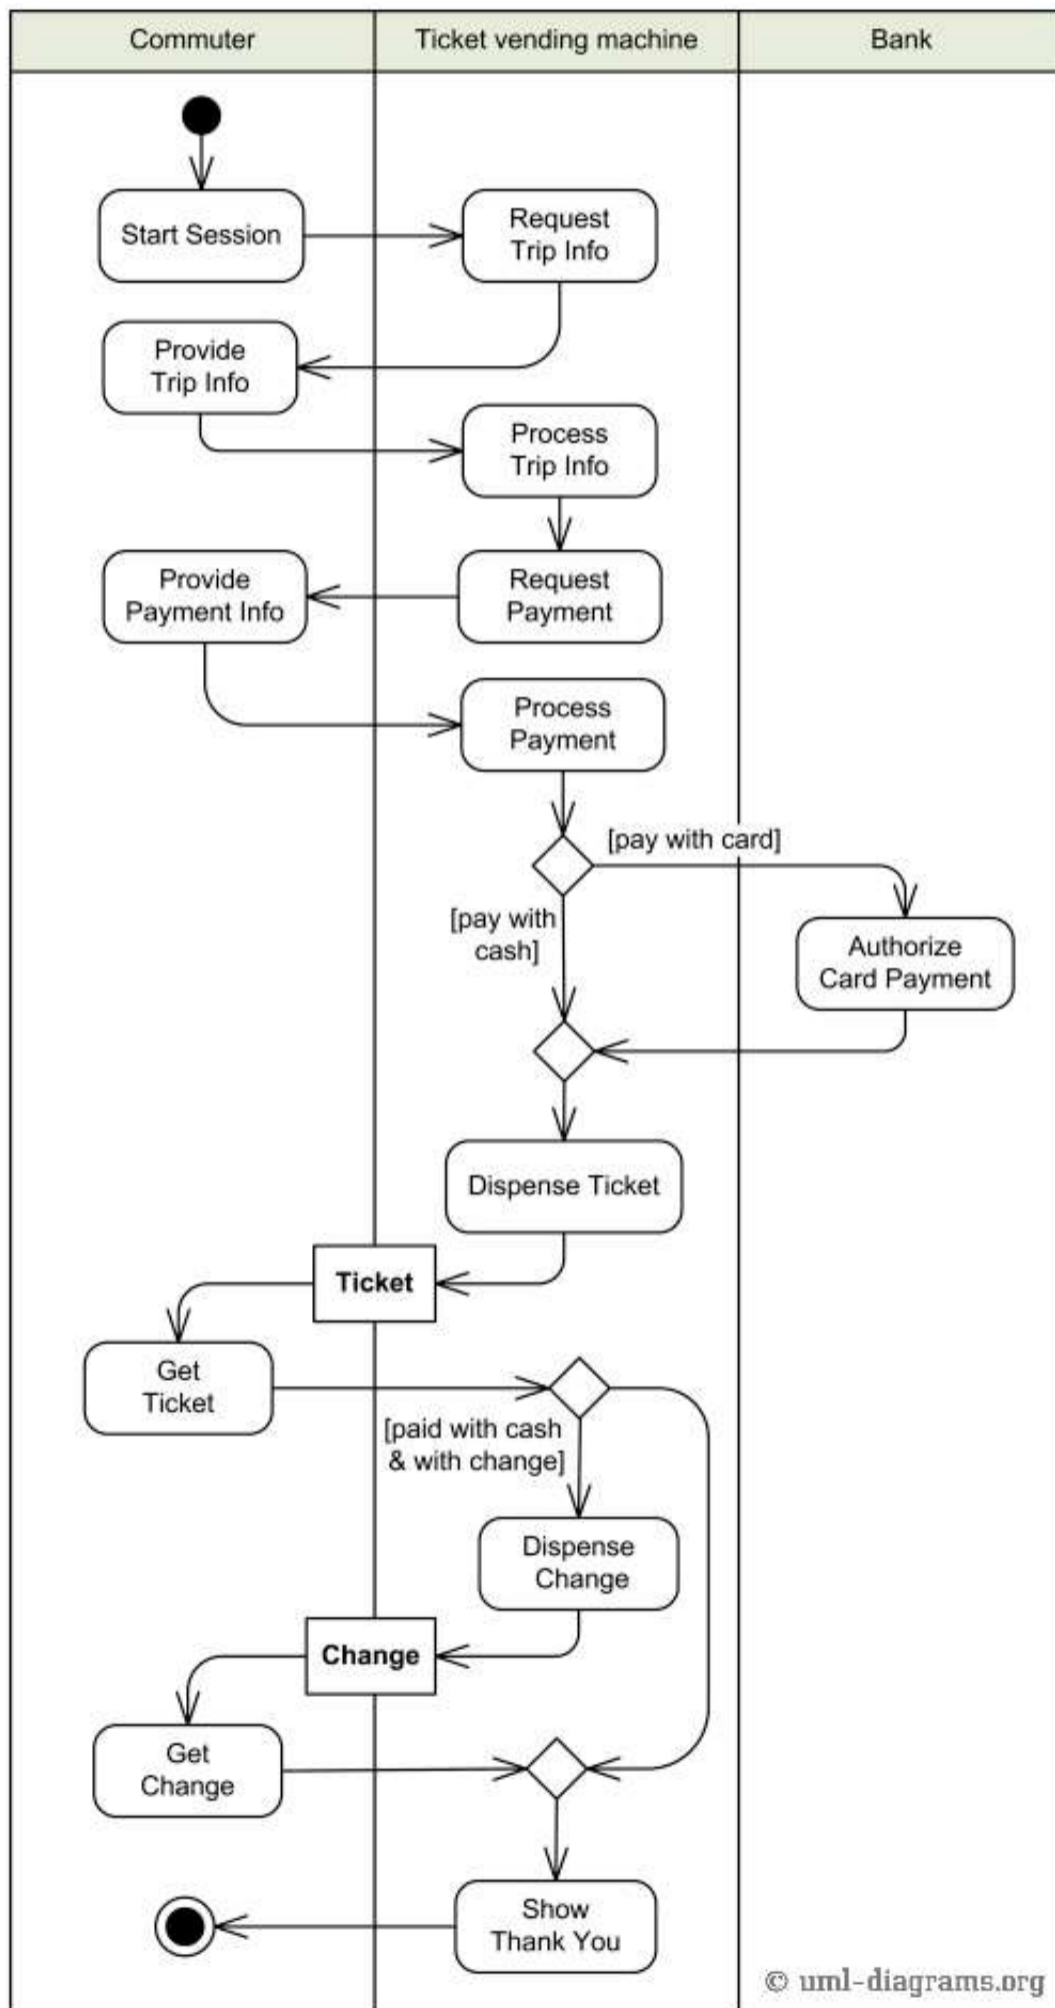 Commuter
Ticket vending machine
Bank
Start Session
Request
Trip Info
Provide
Trip Info
Process
Trip Info
Provide
Payment Info
Request
Payment
Process
Payment
[pay with card]
[pay with
cash]
Authorize
Card Payment
Dispense Ticket
Ticket
Get
Ticket
[paid with cash
& with change]
Dispense
Change
Change
Get
Change
Show
Thank You
© uml-diagrams.org